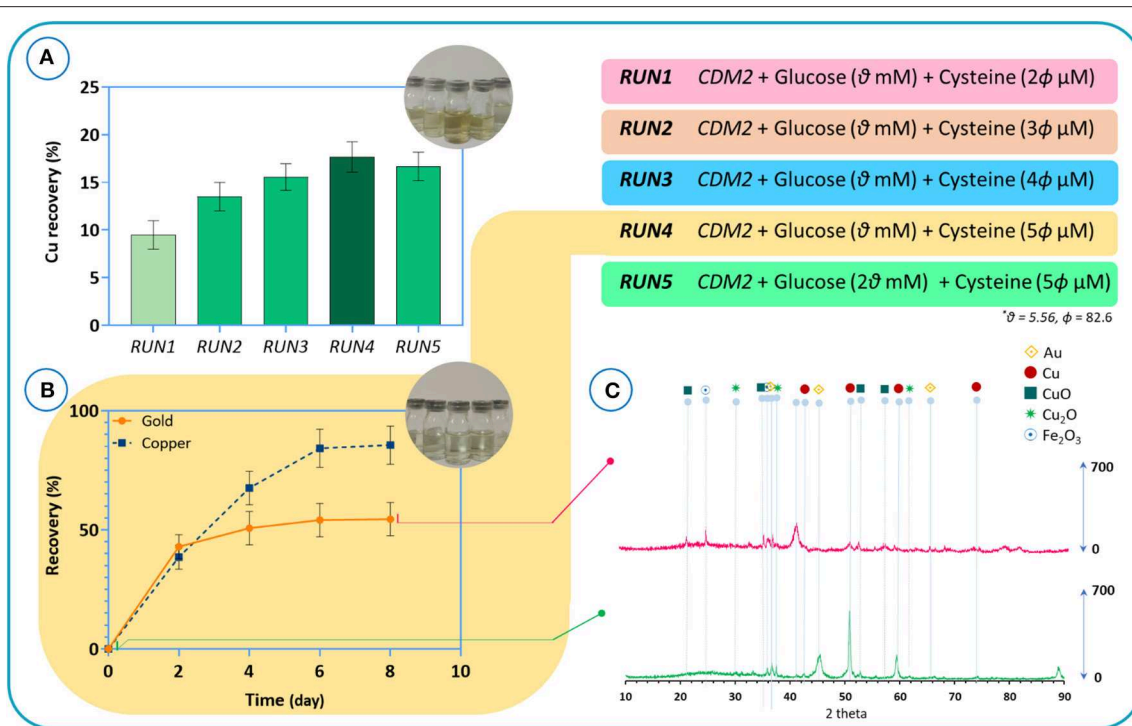 A
25
20
15
10
5
0
Cu recovery (%)
RUN1 RUN2 RUN3 RUN4 RUN5
RUN1 CDM2 + Glucose (ϑ mM) + Cysteine (2ϕ μM)
RUN2 CDM2 + Glucose (ϑ mM) + Cysteine (3ϕ μM)
RUN3 CDM2 + Glucose (ϑ mM) + Cysteine (4ϕ μM)
RUN4 CDM2 + Glucose (ϑ mM) + Cysteine (5ϕ μM)
RUN5 CDM2 + Glucose (2ϑ mM) + Cysteine (5ϕ μM)
*ϑ = 5.56, ϕ = 82.6
B
100
50
0
Recovery (%)
Gold
Copper
0 2 4 6 8 10
Time (day)
C
Au
Cu
CuO
Cu₂O
Fe₂O₃
700
0
700
0
10 20 30 40 50 60 70 80 90
2 theta